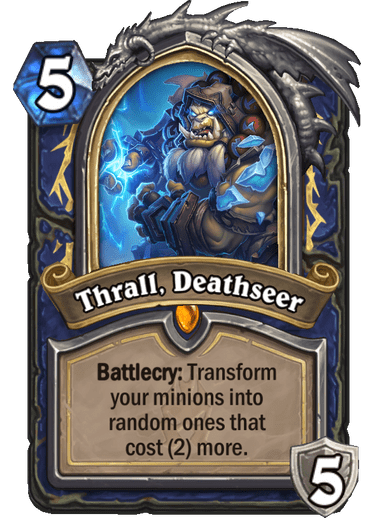 5
Thrall, Deathseer
Battlecry: Transform
your minions into
random ones that
cost (2) more.
5